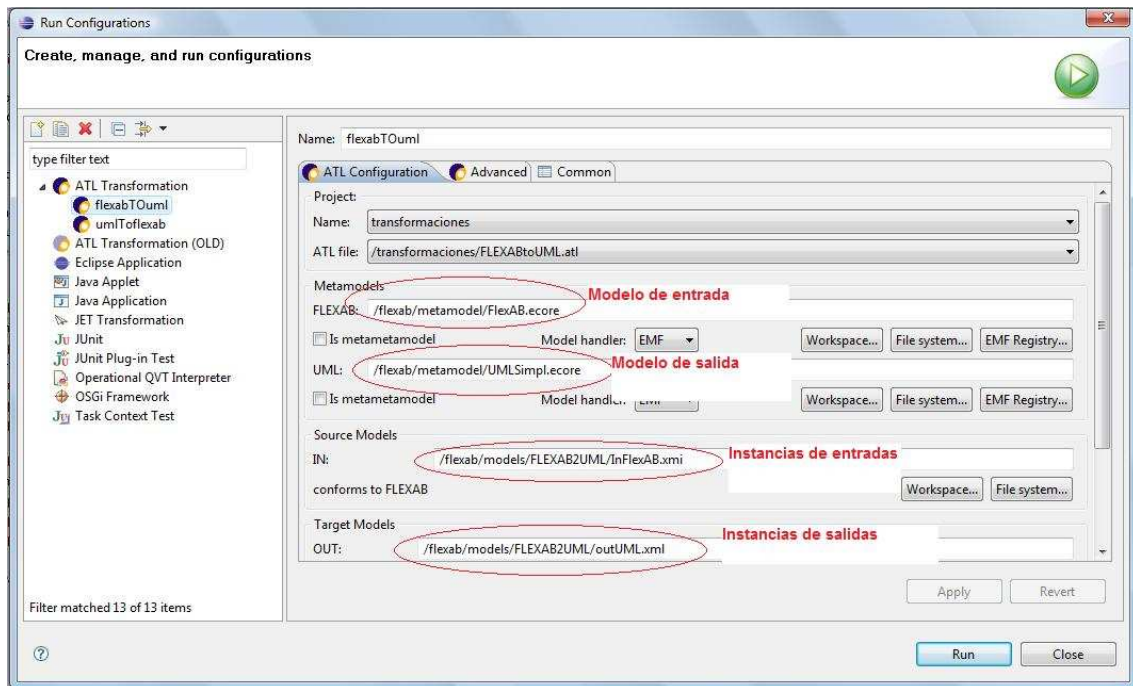 Run Configurations
Create, manage, and run configurations
type filter text
ATL Transformation
flexabTOuml
umlToflexab
ATL Transformation (OLD)
Eclipse Application
Java Applet
Java Application
JET Transformation
JUnit
JUnit Plug-in Test
Operational QVT Interpreter
OSGi Framework
Task Context Test
Filter matched 13 of 13 items
Name: flexabTOuml
ATL Configuration Advanced Common
Project:
Name: transformaciones
ATL file: /transformaciones/FLEXABtoUML.atl
Metamodels
Modelo de entrada
FLEXAB: /flexab/metamodel/FlexAB.ecore
Is metametamodel Model handler: EMF Workspace... File system... EMF Registry...
Modelo de salida
UML: /flexab/metamodel/UMLSimpl.ecore
Is metametamodel Model handler: EMF Workspace... File system... EMF Registry...
Source Models
Instancias de entradas
IN: /flexab/models/FLEXAB2UML/InFlexAB.xmi
conforms to FLEXAB Workspace... File system...
Target Models
Instancias de salidas
OUT: /flexab/models/FLEXAB2UML/outUML.xml
Apply Revert
Run Close